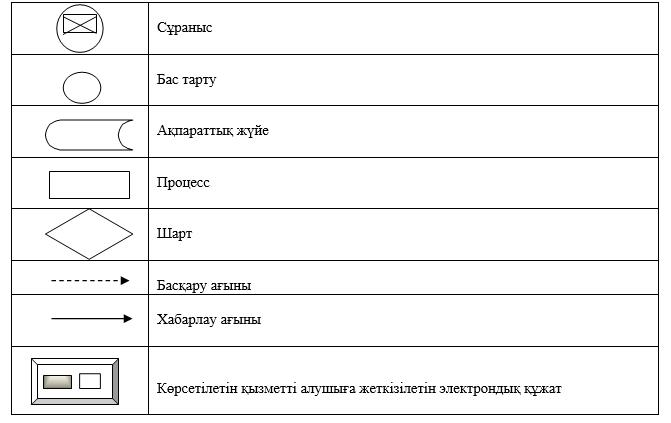 Сұраныс
Бас тарту
Ақпараттық жүйе
Процесс
Шарт
Басқару ағыны
Хабарлау ағыны
Көрсетілетін қызметті алушыға жеткізілетін электрондық құжат